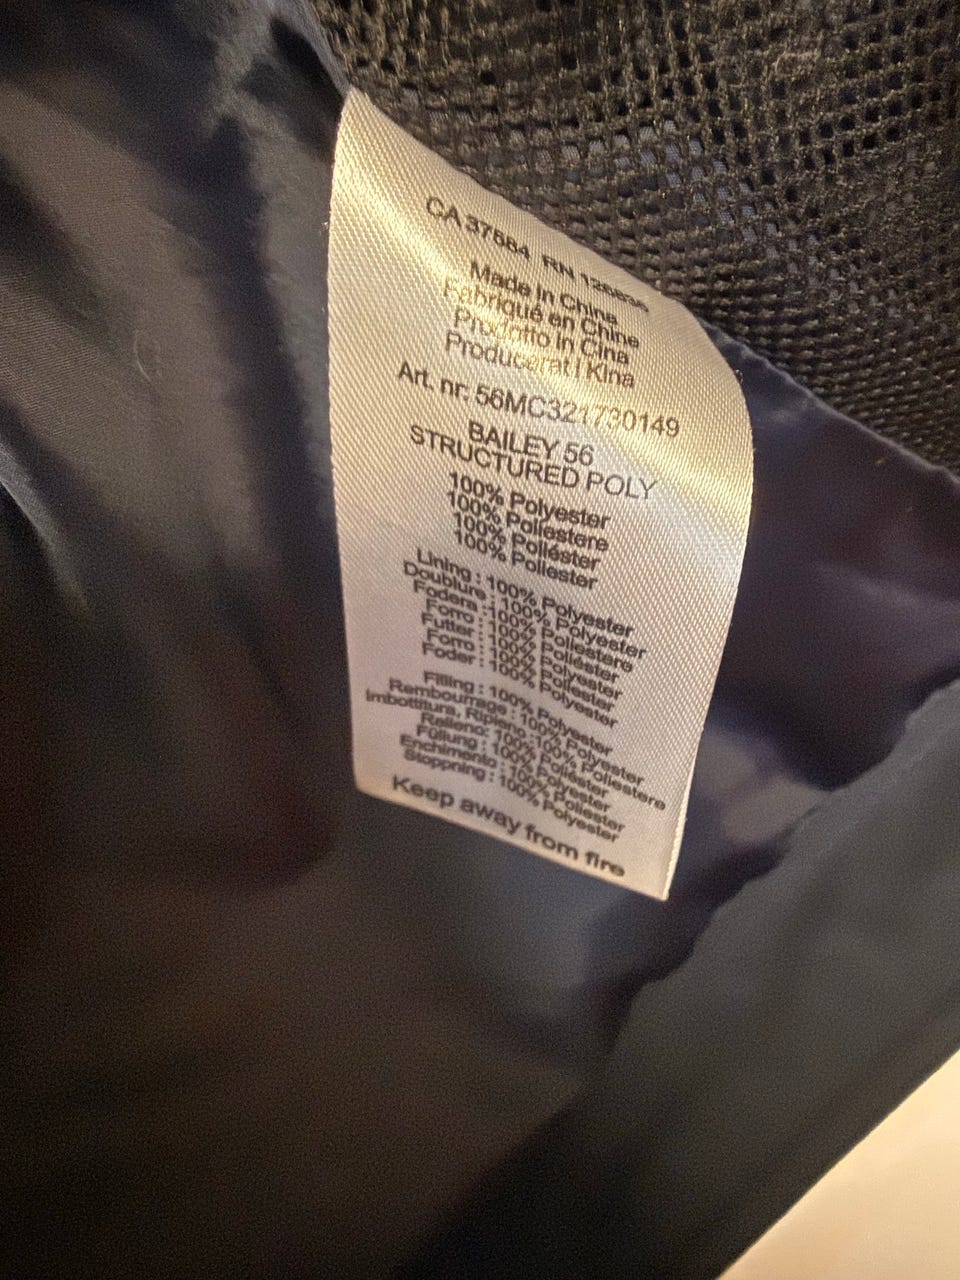 CA 37584 RN
Made in China
Fabriqué en Chine
Prodotto in Cina
Producerat i Kina
Art. nr: 56MC321730149
BAILEY 56
STRUCTURED POLY
100% Polyester
100% Poliestere
100% Poliéster
100% Poliester
Lining : 100% Polyester
Doublure : 100% Polyester
Fodera : 100% Poliestere
Forro : 100% Poliéster
Futter : 100% Polyester
Forro : 100% Poliester
Foder : 100% Polyester
Filling : 100% Polyester
Rembourrage : 100% Polyester
Imbottitura, Ripieno : 100% Poliestere
Relleno: 100% Poliéster
Füllung : 100% Polyester
Enchimento : 100% Poliester
Stoppning : 100% Polyester
Keep away from fire